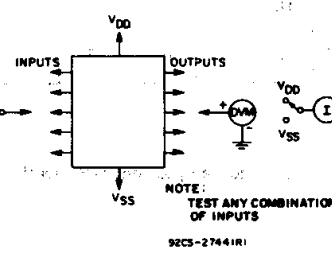 VDD
INPUTS OUTPUTS
VDD
+ DVM - I
VSS
VSS
NOTE:
TEST ANY COMBINATION
OF INPUTS
92CS-27441R1